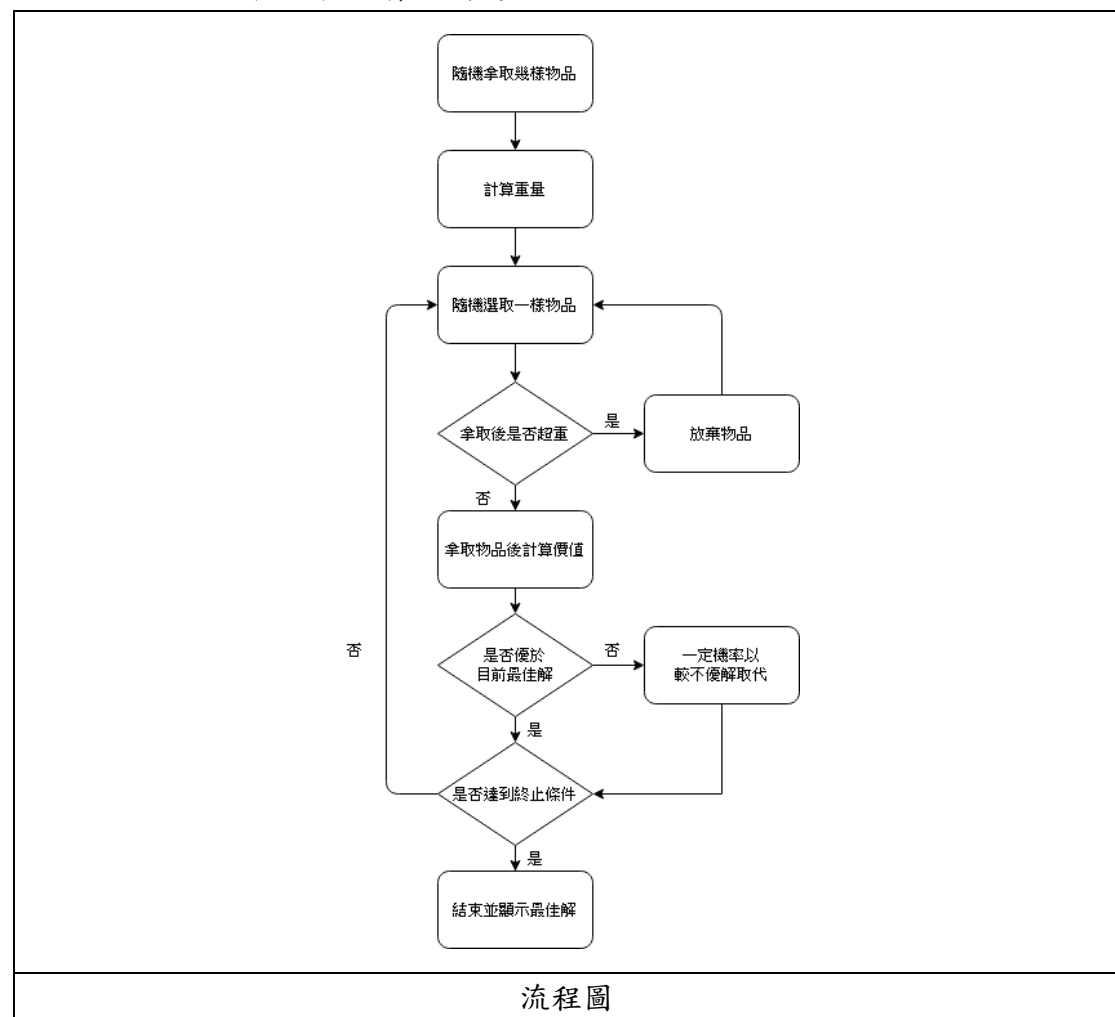 隨機拿取幾樣物品
計算重量
隨機選取一樣物品
拿取後是否超重
是
放棄物品
否
拿取物品後計算價值
是否優於
目前最佳解
否
一定機率以
較不優解取代
是
是否達到終止條件
否
是
結束並顯示最佳解
流程圖